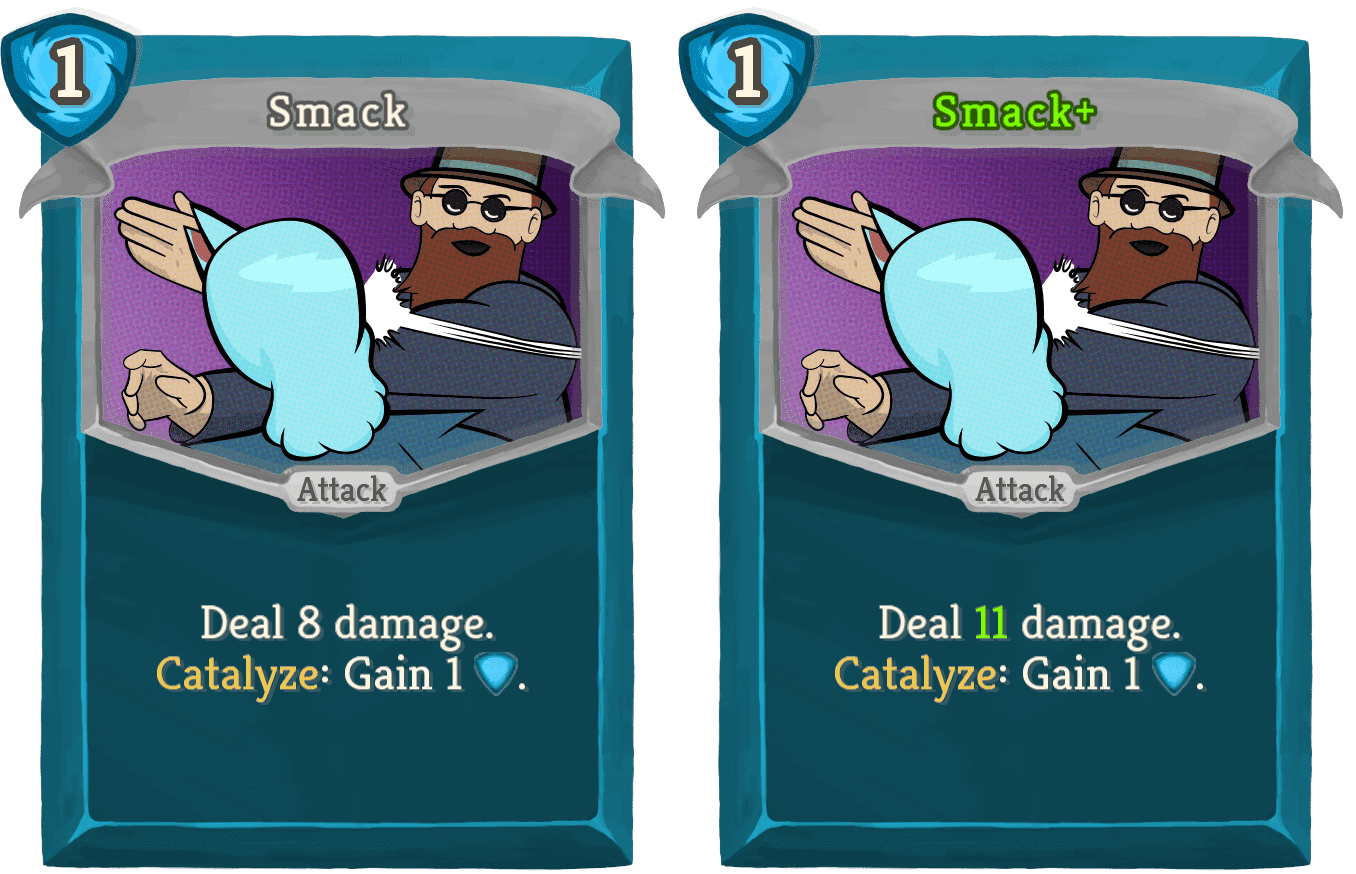 1
Smack
Attack
Deal 8 damage.
Catalyze: Gain 1 .
1
Smack+
Attack
Deal 11 damage.
Catalyze: Gain 1 .